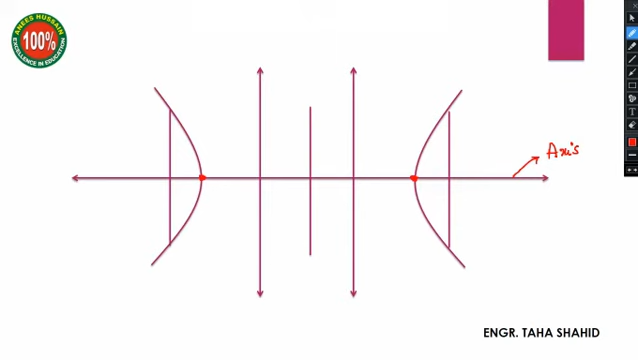 ANEES HUSSAIN
100%
EXCELLENCE IN EDUCATION
Axis
ENGR. TAHA SHAHID